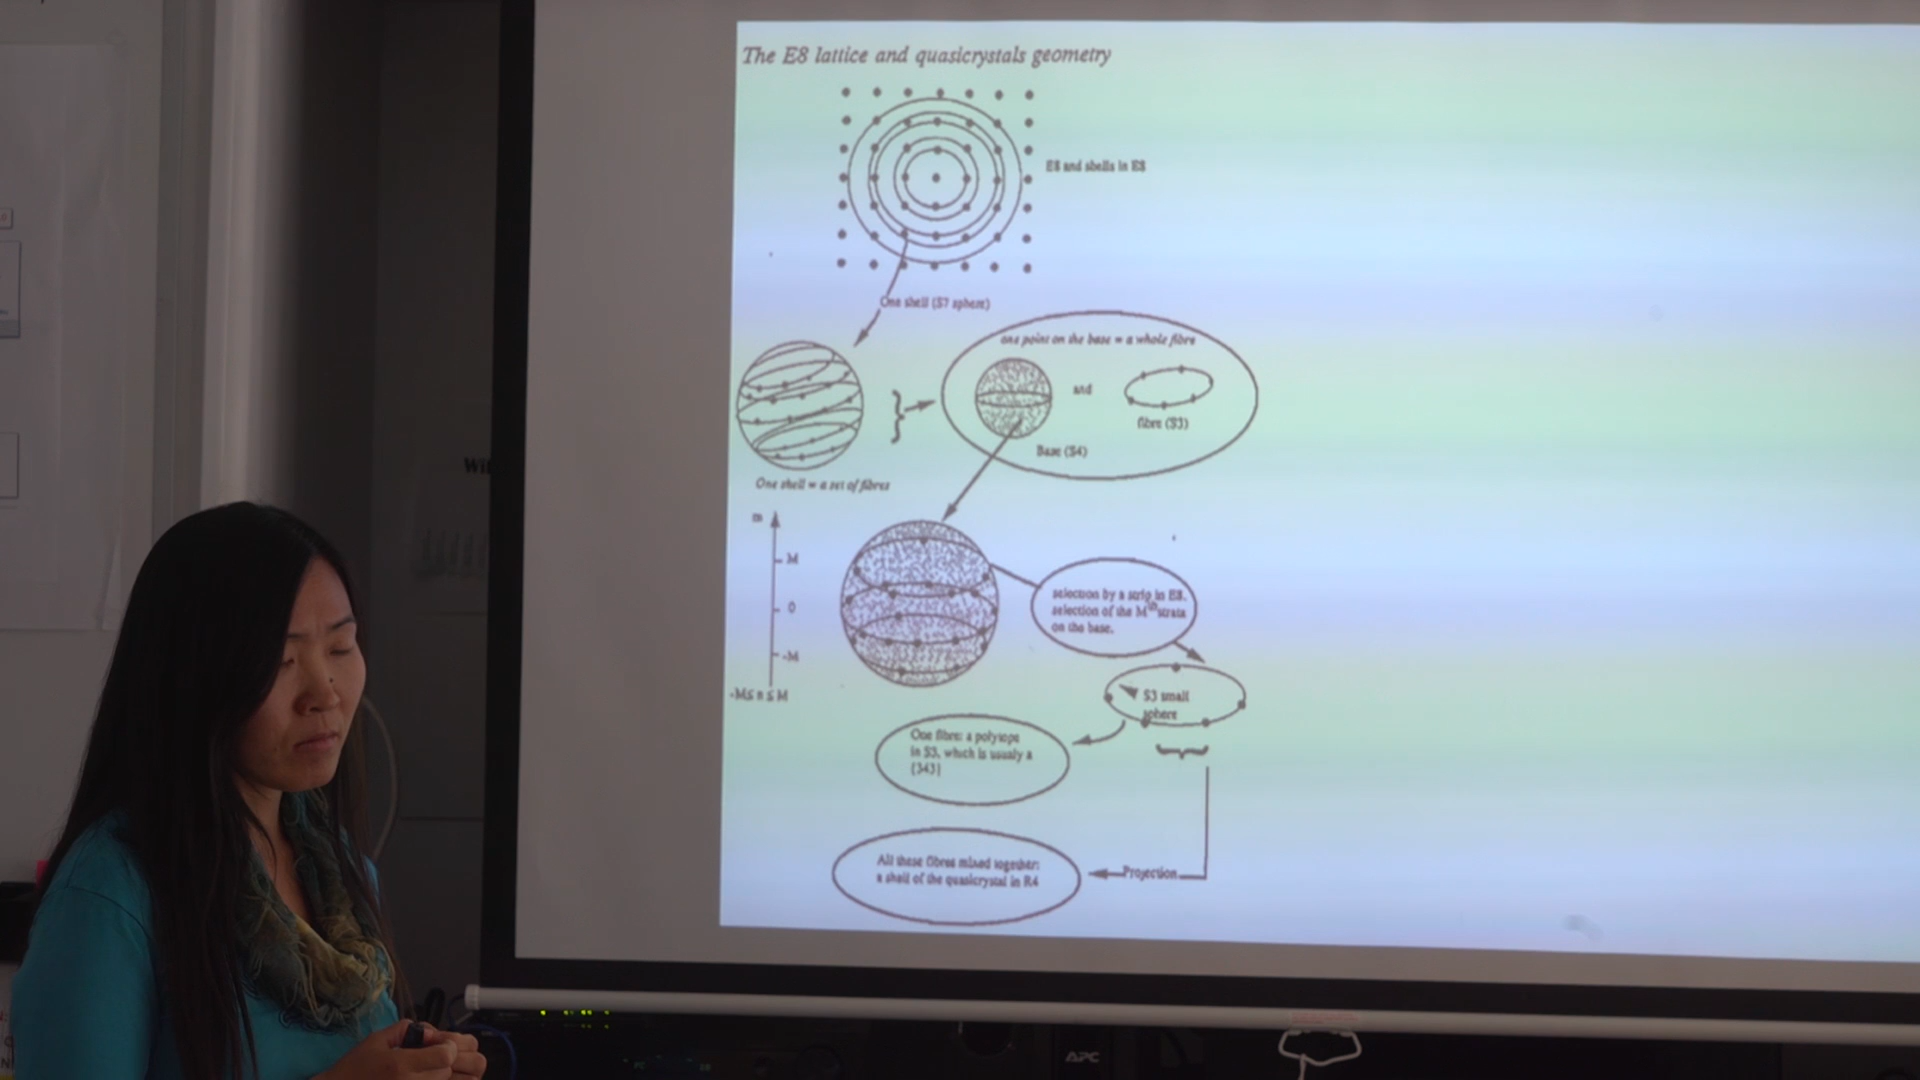 The E8 lattice and quasicrystals geometry
E8 and shells in E8
One shell (S7 sphere)
one point on the base = a whole fibre
and
fibre (S3)
Base (S4)
One shell = a set of fibres
m
M
0
-M
-M≤ n ≤ M
selection by a strip in E8.
selection of the Mth strata
on the base.
S3 small
sphere
One fibre: a polytope
in S3, which is usualy a
{343}
All these fibres mixed together:
a shell of the quasicrystal in R4
Projection
APC